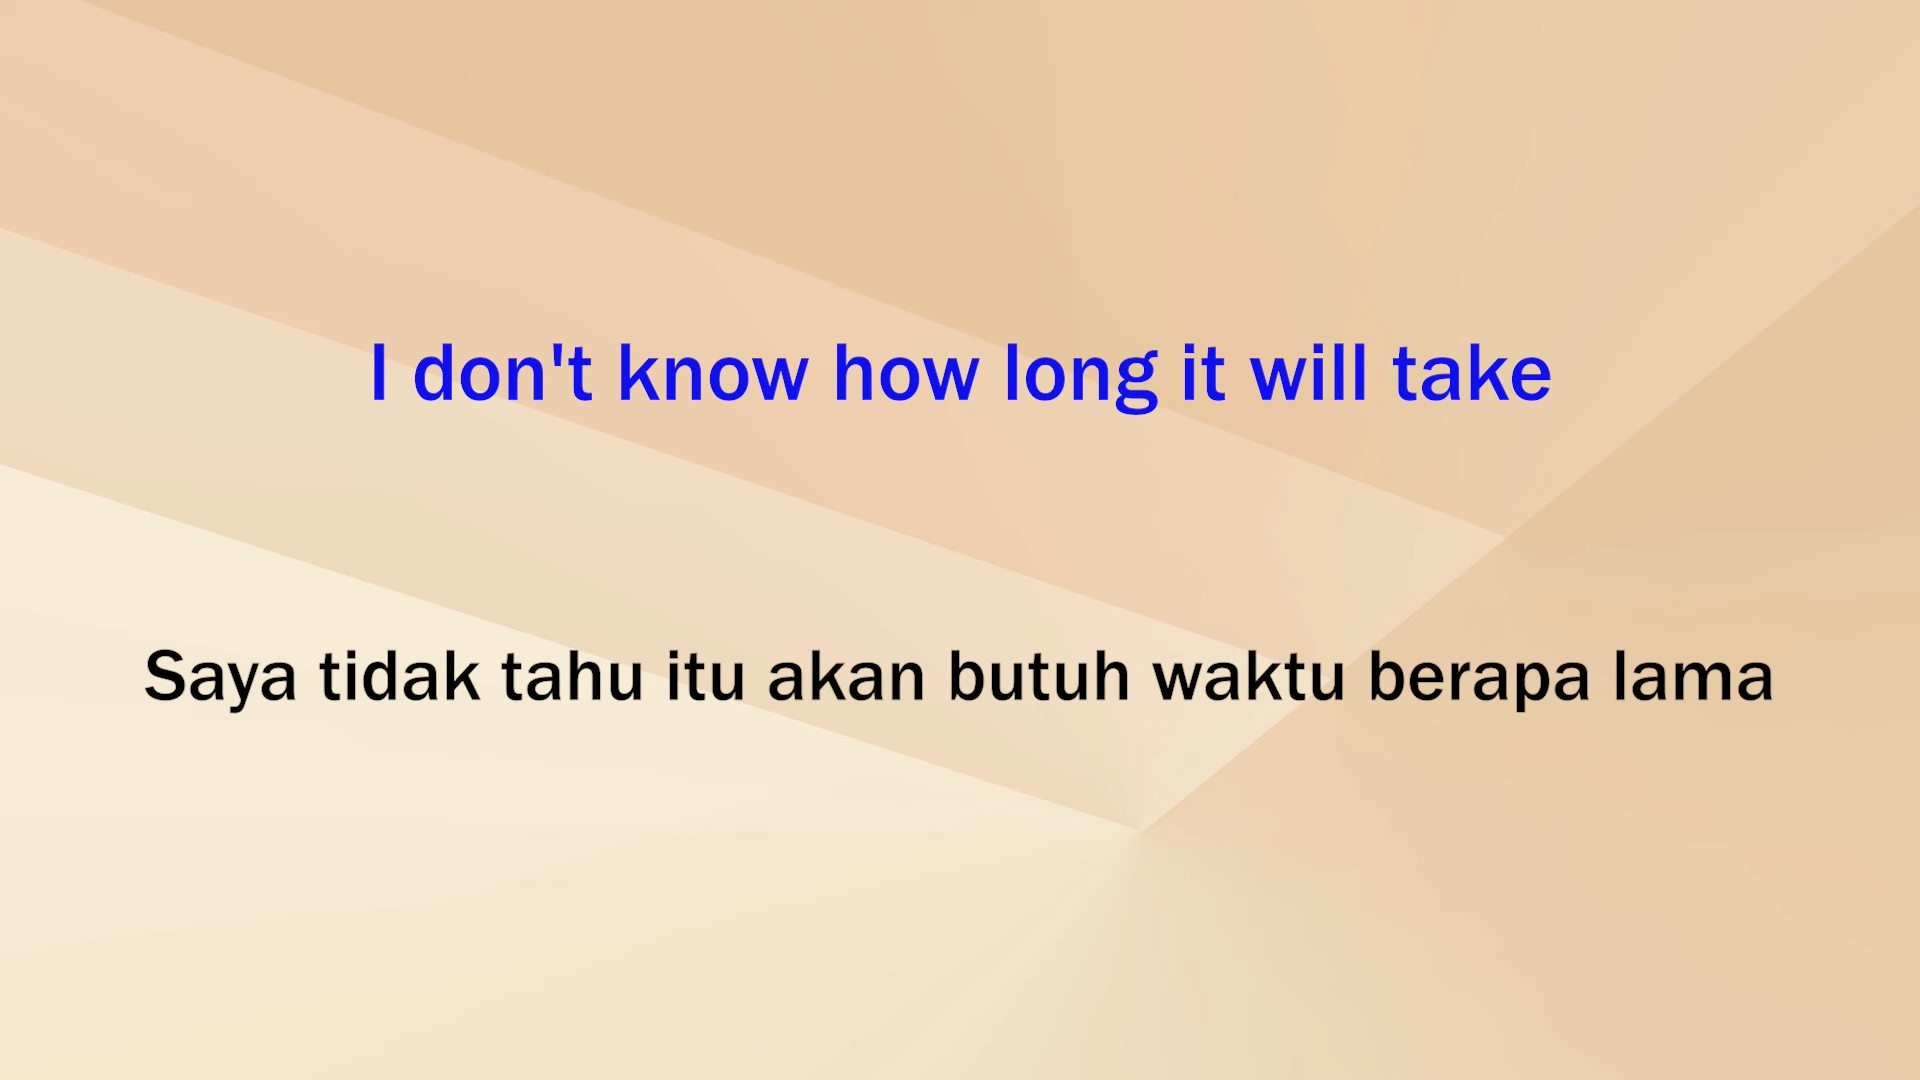 I don't know how long it will take
Saya tidak tahu itu akan butuh waktu berapa lama